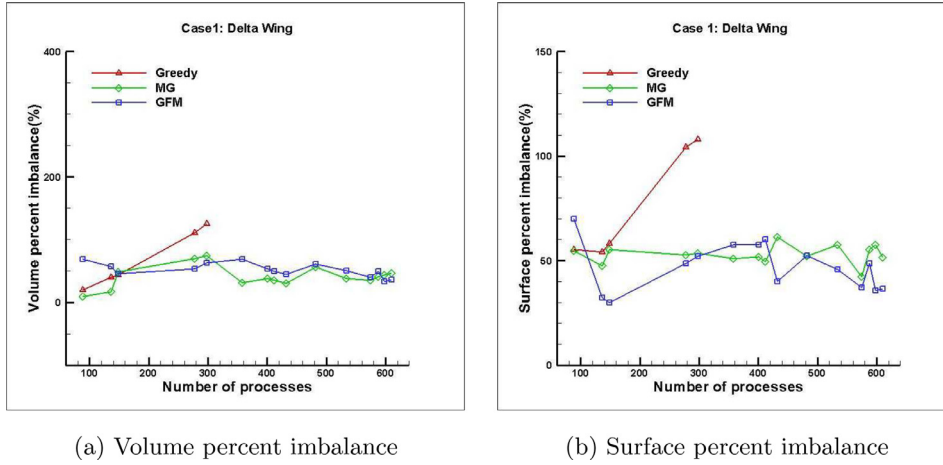 Case1: Delta Wing
400
200
0
Volume percent imbalance(%)
Greedy
MG
GFM
100 200 300 400 500 600
Number of processes
(a) Volume percent imbalance
Case 1: Delta Wing
150
100
50
0
Surface percent imbalance(%)
Greedy
MG
GFM
100 200 300 400 500 600
Number of processes
(b) Surface percent imbalance